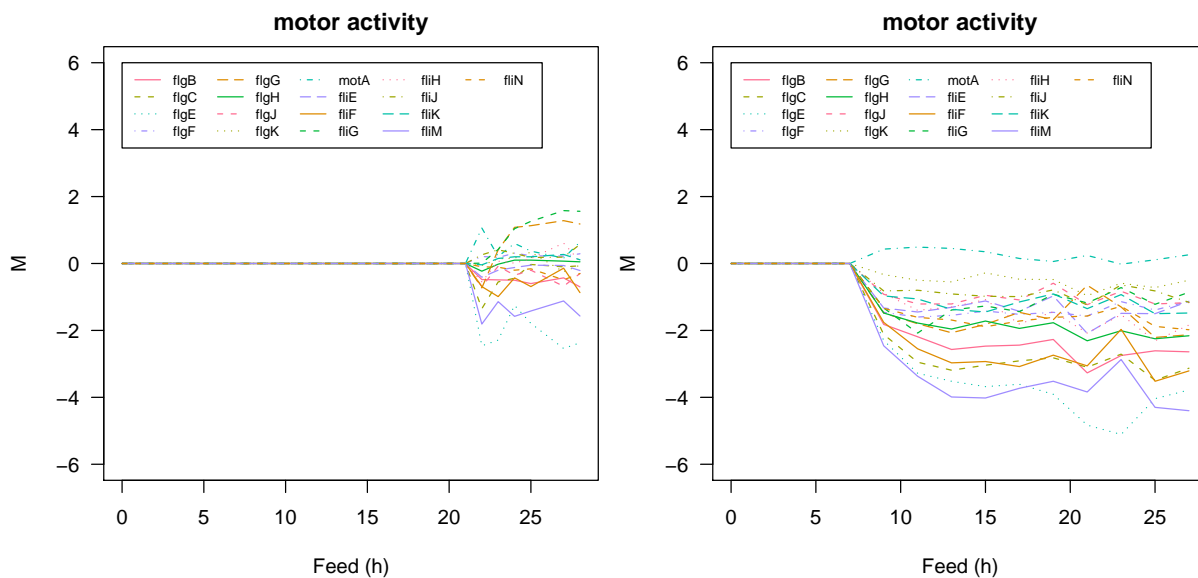 motor activity
6
4
2
0
−2
−4
−6
M
flgB flgG motA fliH fliN
flgC flgH fliE fliJ
flgE flgJ fliF fliK
flgF flgK fliG fliM
0 5 10 15 20 25
Feed (h)
motor activity
6
4
2
0
−2
−4
−6
M
flgB flgG motA fliH fliN
flgC flgH fliE fliJ
flgE flgJ fliF fliK
flgF flgK fliG fliM
0 5 10 15 20 25
Feed (h)